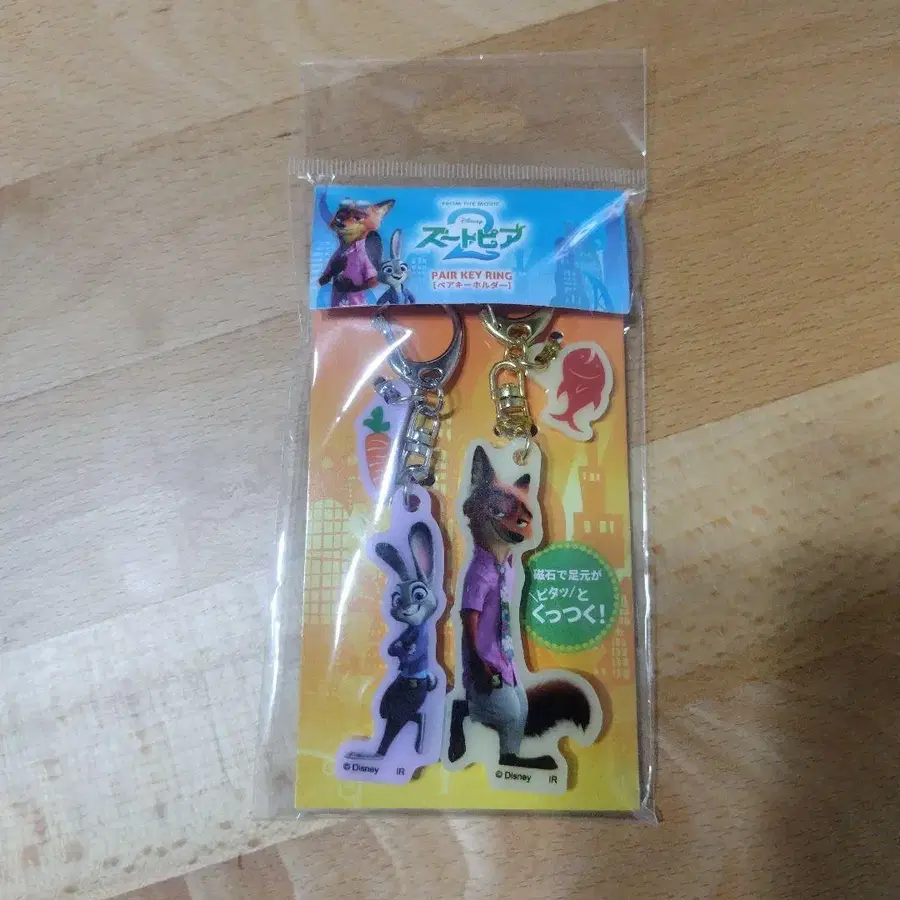 FROM THE MOVIE
Disney
ズートピア
2
PAIR KEY RING
[ペアキーホルダー]
磁石で足元が
\ピタッ/と
くっつく!
© Disney IR
© Disney IR